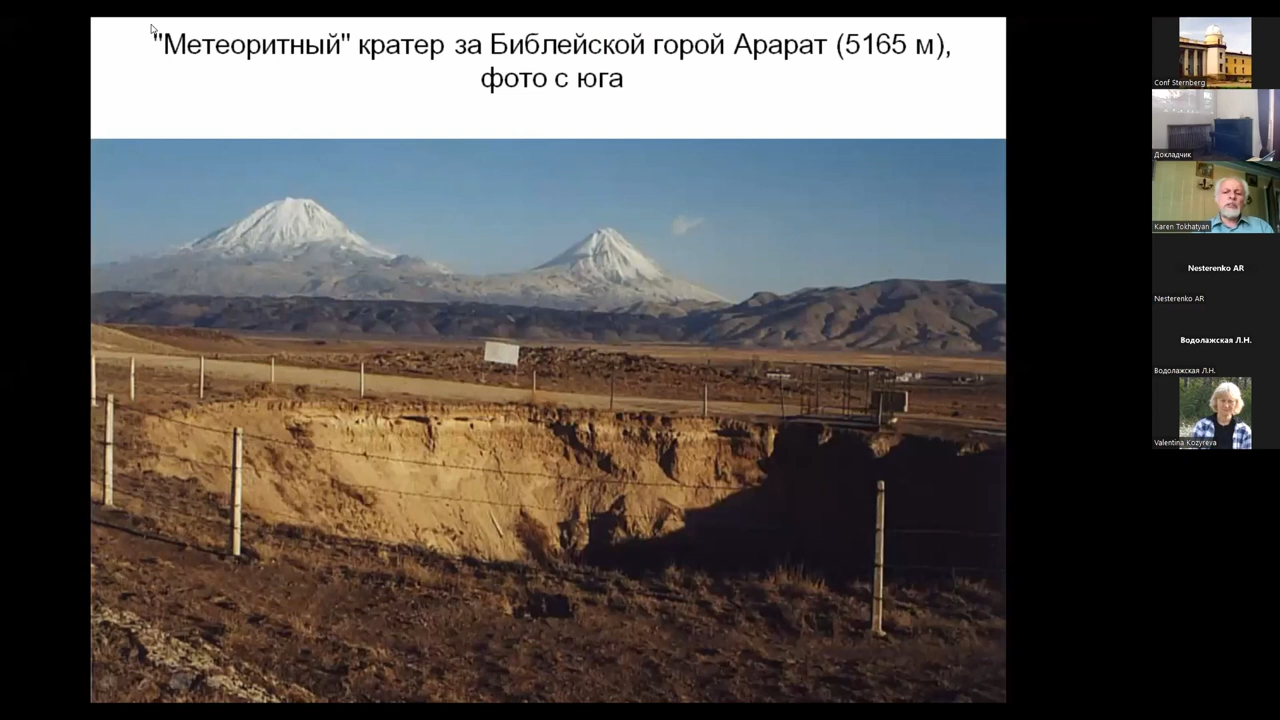 "Метеоритный" кратер за Библейской горой Арарат (5165 м),
фото с юга
Conf Sternberg
Докладчик
Karen Tokhatyan
Nesterenko AR
Nesterenko AR
Водолажская Л.Н.
Водолажская Л.Н.
Valentina Kozyreva